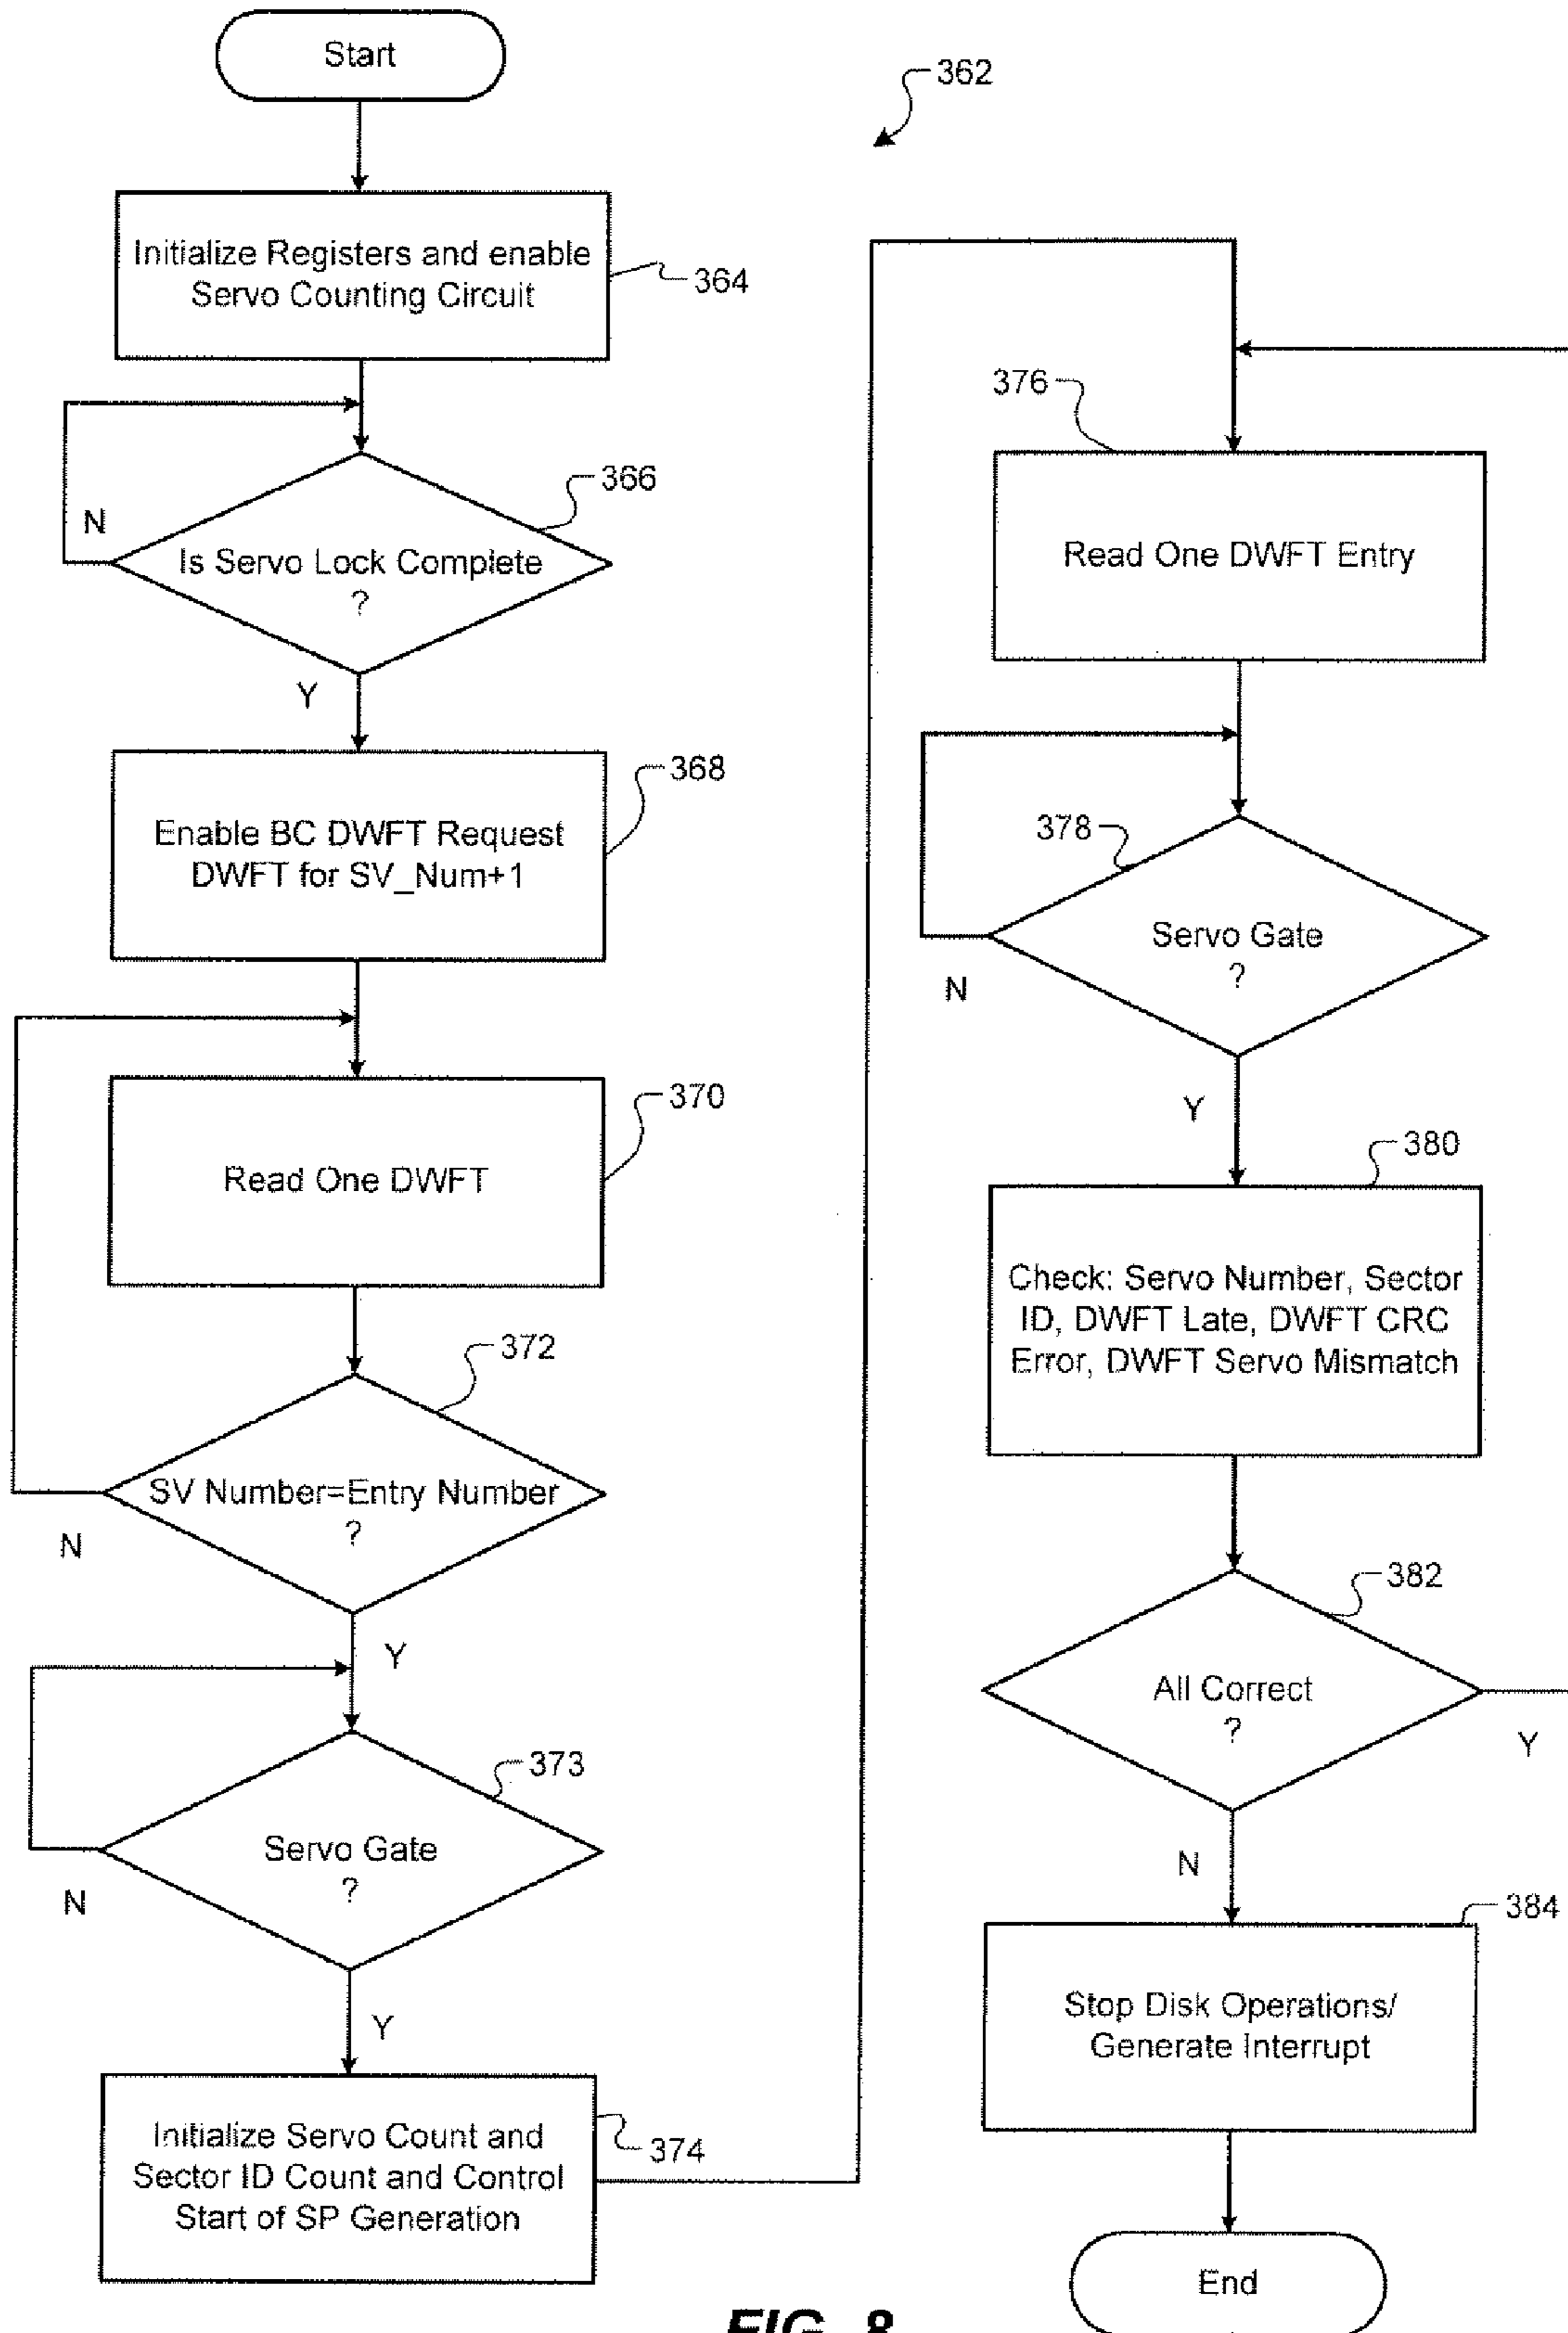 Start
362
Initialize Registers and enable
Servo Counting Circuit
364
366
N
Is Servo Lock Complete
?
Y
368
Enable BC DWFT Request
DWFT for SV_Num+1
370
Read One DWFT
372
SV Number=Entry Number
?
N
Y
373
Servo Gate
?
N
Y
Initialize Servo Count and
Sector ID Count and Control
Start of SP Generation
374
376
Read One DWFT Entry
378
Servo Gate
?
N
Y
380
Check: Servo Number, Sector
ID, DWFT Late, DWFT CRC
Error, DWFT Servo Mismatch
382
All Correct
?
Y
N
384
Stop Disk Operations/
Generate Interrupt
End
FIG. 8